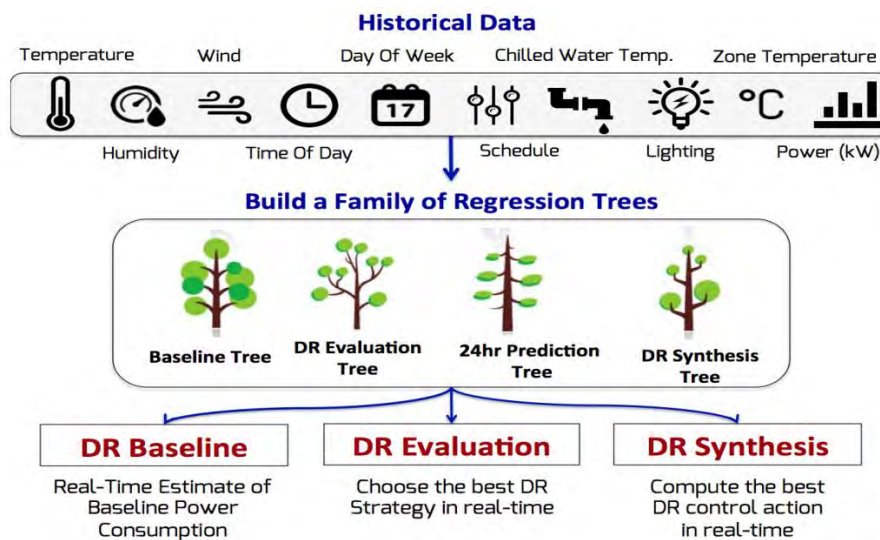 Historical Data
Temperature Wind Day Of Week Chilled Water Temp. Zone Temperature
17 °C
Humidity Time Of Day Schedule Lighting Power (kW)
Build a Family of Regression Trees
Baseline Tree
DR Evaluation
Tree
24hr Prediction
Tree
DR Synthesis
Tree
DR Baseline
Real-Time Estimate of
Baseline Power
Consumption
DR Evaluation
Choose the best DR
Strategy in real-time
DR Synthesis
Compute the best
DR control action
in real-time